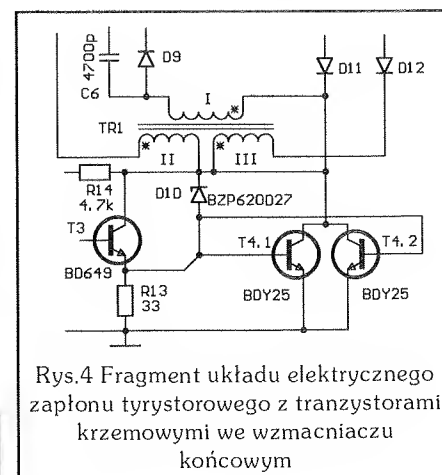 4700p
C6
D9
I
*
D11
D12
TR1
*
II
*
III
R14
4.7k
D10
BZP620D27
T3
BD649
R13
33
T4.1
T4.2
BDY25
BDY25
Rys.4 Fragment układu elektrycznego
zapłonu tyrystorowego z tranzystorami
krzemowymi we wzmacniaczu
końcowym